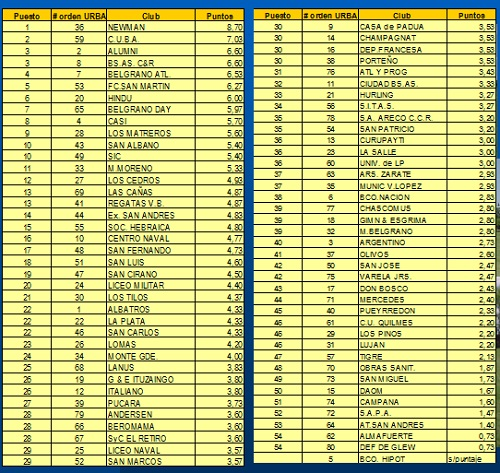 Puesto # orden URBA Club Puntos
1 36 NEWMAN 8,70
2 59 C.U.B.A. 7,03
3 2 ALUMNI 6,60
3 8 BS.AS. C&R 6,60
4 7 BELGRANO ATL. 6,53
5 53 FC.SAN MARTIN 6,27
6 20 HINDU 6,00
7 65 BELGRANO DAY 5,97
8 4 CASI 5,70
9 28 LOS MATREROS 5,60
10 43 SAN ALBANO 5,40
10 49 SIC 5,40
11 33 M.MORENO 5,33
12 27 LOS CEDROS 4,93
13 69 LAS CAÑAS 4,87
13 41 REGATAS V.B. 4,87
14 44 Ex. SAN ANDRES 4,83
15 55 SOC. HEBRAICA 4,80
16 10 CENTRO NAVAL 4,77
17 48 SAN FERNANDO 4,73
18 51 SAN LUIS 4,60
19 47 SAN CIRANO 4,50
20 24 LICEO MILITAR 4,40
21 30 LOS TILOS 4,37
22 1 ALBATROS 4,33
22 22 LA PLATA 4,33
22 46 SAN CARLOS 4,33
23 26 LOMAS 4,20
24 34 MONTE GDE. 4,00
25 68 LANUS 3,83
26 19 G & E ITUZAINGO 3,80
26 12 ITALIANO 3,80
27 39 PUCARA 3,73
28 79 ANDERSEN 3,60
28 66 BEROMAMA 3,60
28 67 SyC EL RETIRO 3,60
29 25 LICEO NAVAL 3,57
29 52 SAN MARCOS 3,57
Puesto # orden URBA Club Puntos
30 9 CASA de PADUA 3,53
30 14 CHAMPAGNAT 3,53
30 16 DEP.FRANCESA 3,53
30 38 PORTEÑO 3,53
31 76 ATL Y PROG 3,43
32 11 CIUDAD BS.AS. 3,33
33 21 HURLING 3,27
34 56 S.I.T.A.S. 3,27
35 78 S.A. ARECO C.C.R. 3,20
35 54 SAN PATRICIO 3,20
36 13 CURUPAYTI 3,00
36 23 LA SALLE 3,00
36 60 UNIV. de LP 3,00
37 63 ARS. ZARATE 2,93
37 35 MUNIC V.LOPEZ 2,93
38 6 BCO.NACION 2,83
39 77 CHASCOMUS 2,80
39 18 GIMN & ESGRIMA 2,80
39 32 M.BELGRANO 2,80
40 3 ARGENTINO 2,73
41 37 OLIVOS 2,60
42 50 SAN JOSE 2,47
42 75 VARELA JRS. 2,47
43 17 DON BOSCO 2,43
44 71 MERCEDES 2,40
45 40 PUEYRREDON 2,33
46 61 C.U. QUILMES 2,20
46 29 LOS PINOS 2,20
46 31 LUJAN 2,20
47 57 TIGRE 2,13
48 70 OBRAS SANIT. 1,87
49 73 SAN MIGUEL 1,73
50 15 DAOM 1,67
51 74 CAMPANA 1,60
52 72 S.A.P.A. 1,47
53 64 AT.SAN ANDRES 1,40
54 62 ALMAFUERTE 0,73
54 80 DEF DE GLEW 0,73
5 BCO. HIPOT s/puntaje